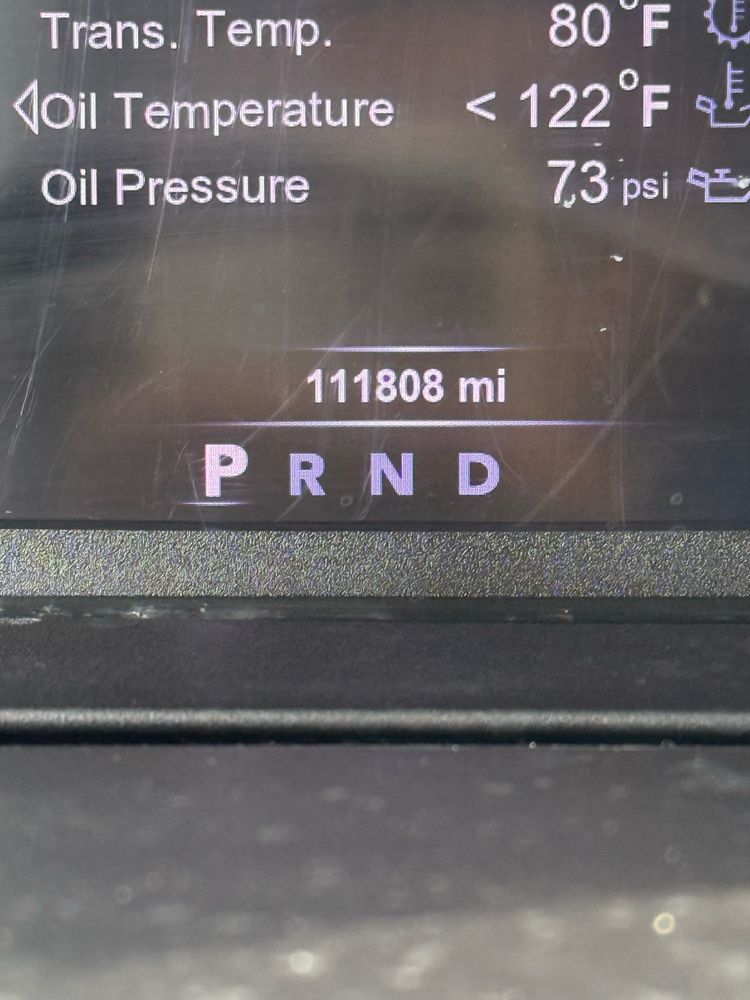 Trans. Temp. 80°F
Oil Temperature < 122°F
Oil Pressure 73 psi
111808 mi
P R N D